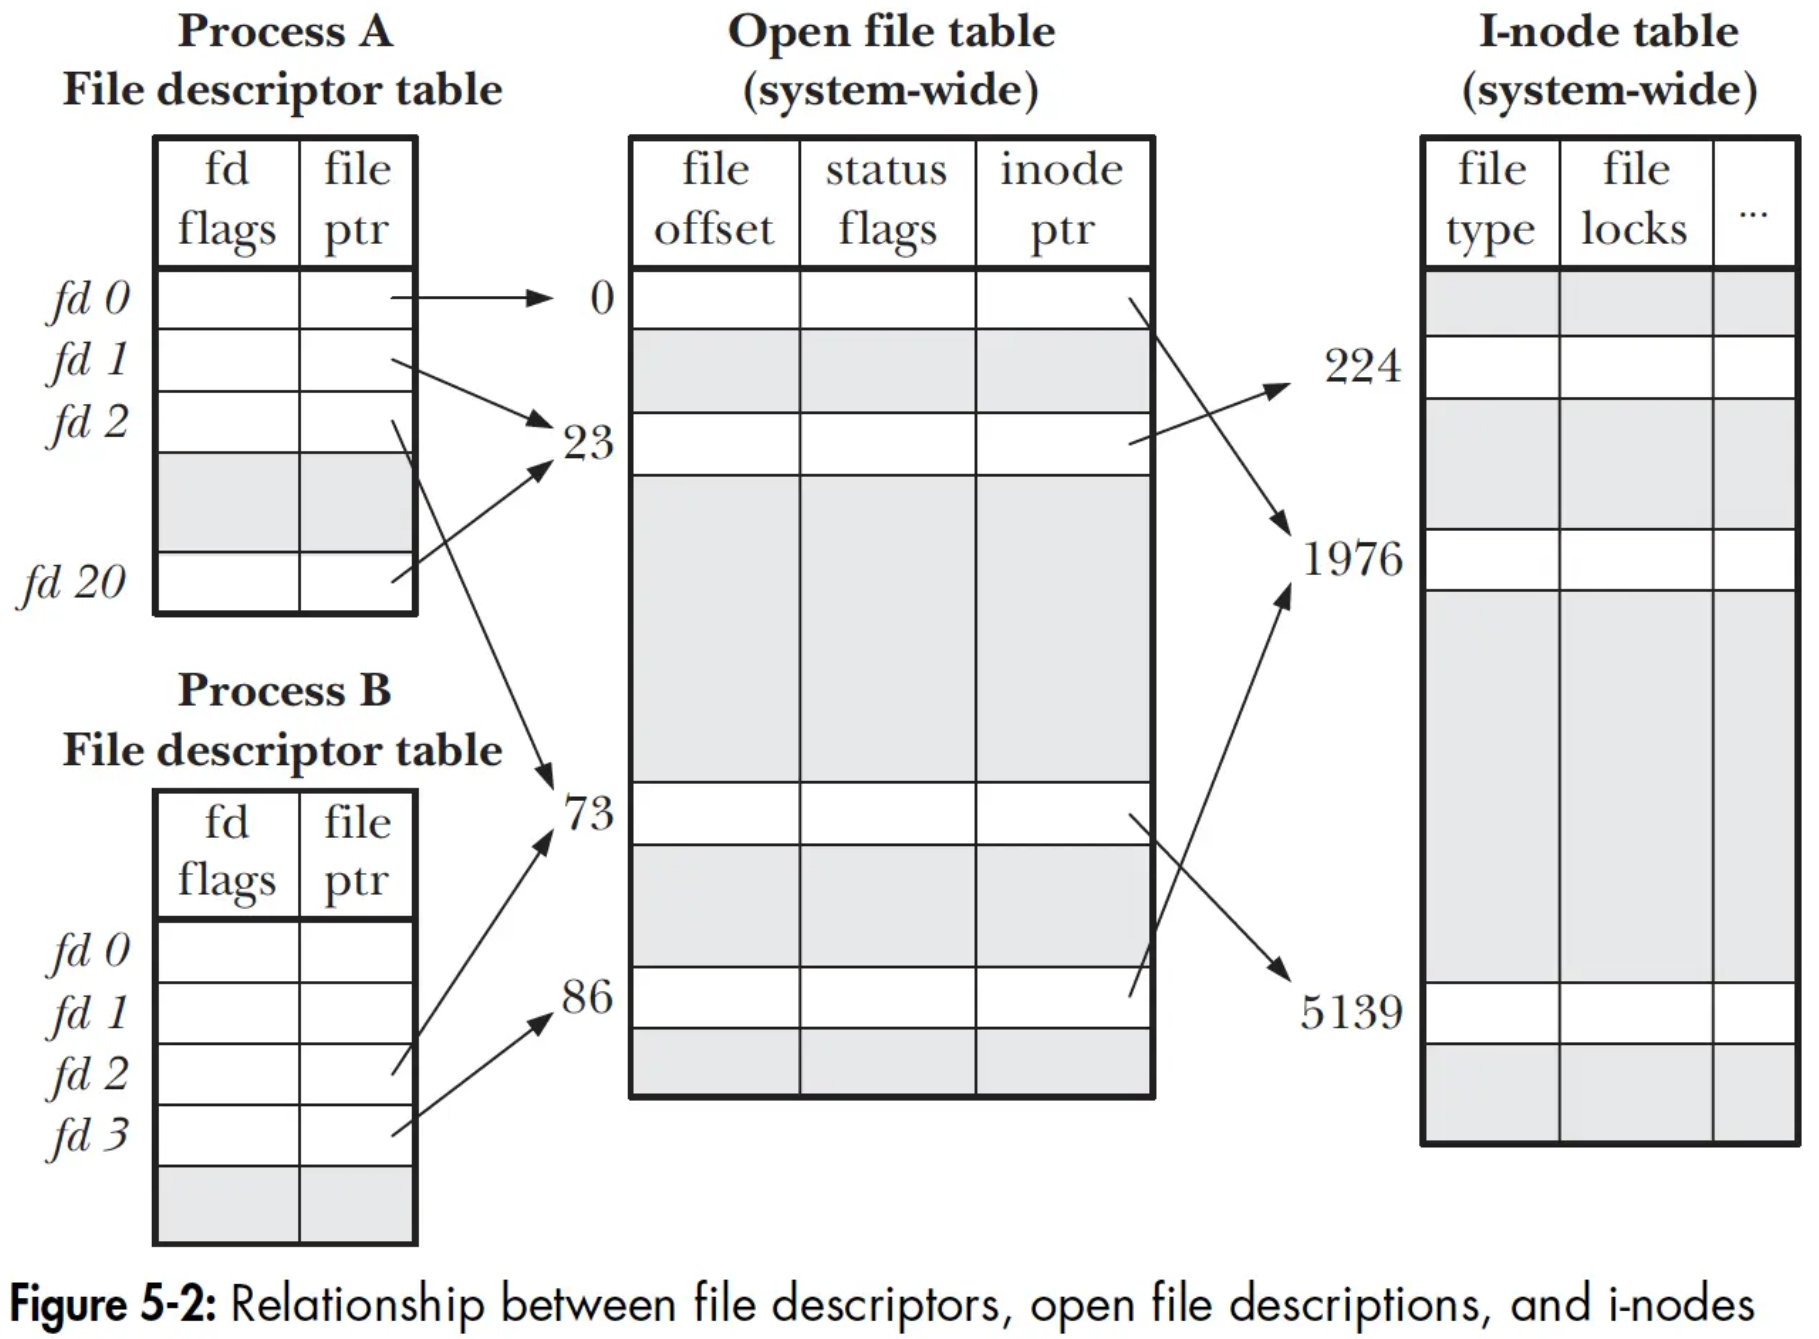 Process A
File descriptor table
fd
flags
file
ptr
fd 0
fd 1
fd 2
fd 20
Process B
File descriptor table
fd
flags
file
ptr
fd 0
fd 1
fd 2
fd 3
Open file table
(system-wide)
file
offset
status
flags
inode
ptr
0
23
73
86
I-node table
(system-wide)
file
type
file
locks
...
224
1976
5139
Figure 5-2: Relationship between file descriptors, open file descriptions, and i-nodes